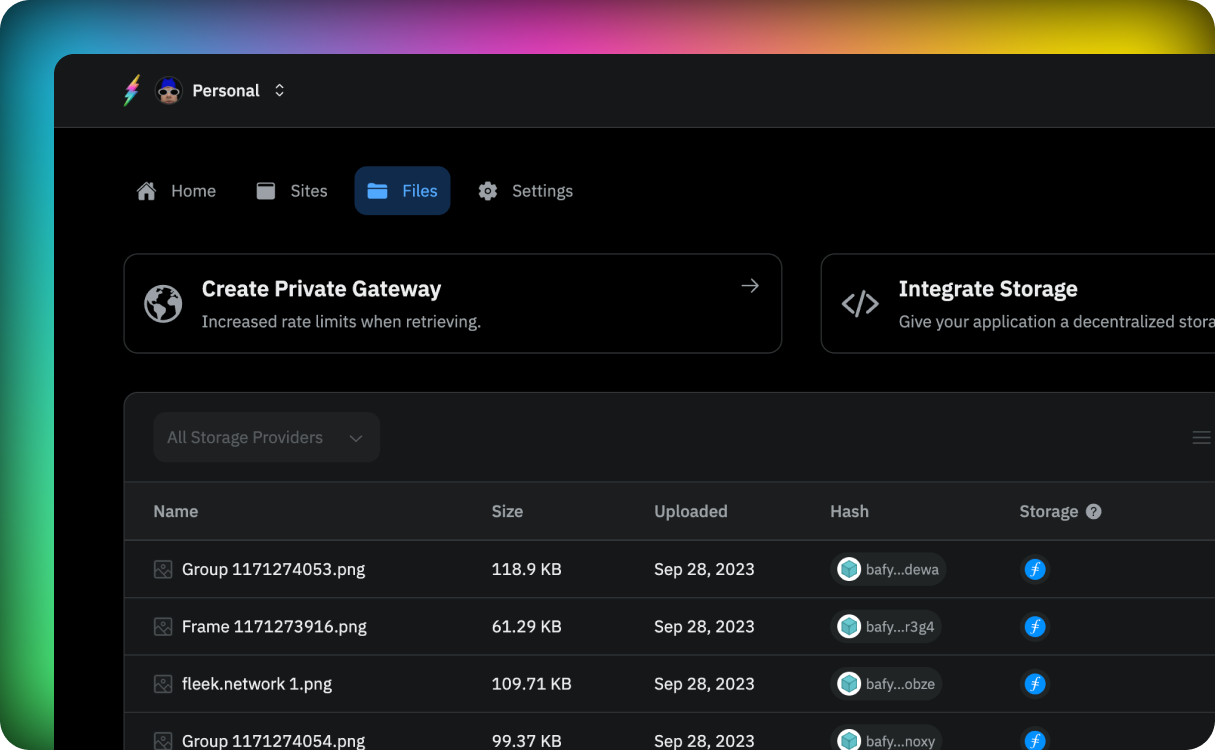 Personal
Home Sites Files Settings
Create Private Gateway
Increased rate limits when retrieving.
Integrate Storage
Give your application a decentralized
All Storage Providers
Name Size Uploaded Hash Storage ?
Group 1171274053.png 118.9 KB Sep 28, 2023 bafy...dewa
Frame 1171273916.png 61.29 KB Sep 28, 2023 bafy...r3g4
fleek.network 1.png 109.71 KB Sep 28, 2023 bafy...obze
Group 1171274054.png 99.37 KB Sep 28, 2023 bafy...noxy